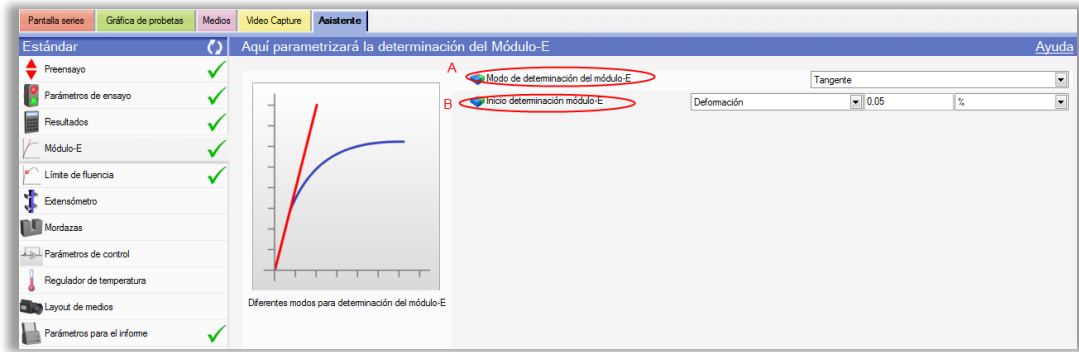 Pantalla series Gráfica de probetas Medios Video Capture Asistente
Estándar
Aquí parametrizará la determinación del Módulo-E
Ayuda
Preensayo
Parámetros de ensayo
Resultados
Módulo-E
Límite de fluencia
Extensómetro
Mordazas
Parámetros de control
Regulador de temperatura
Layout de medios
Parámetros para el informe
Diferentes modos para determinación del módulo-E
A
Modo de determinación del módulo-E
Tangente
B
Inicio determinación módulo-E
Deformación
0,05
%